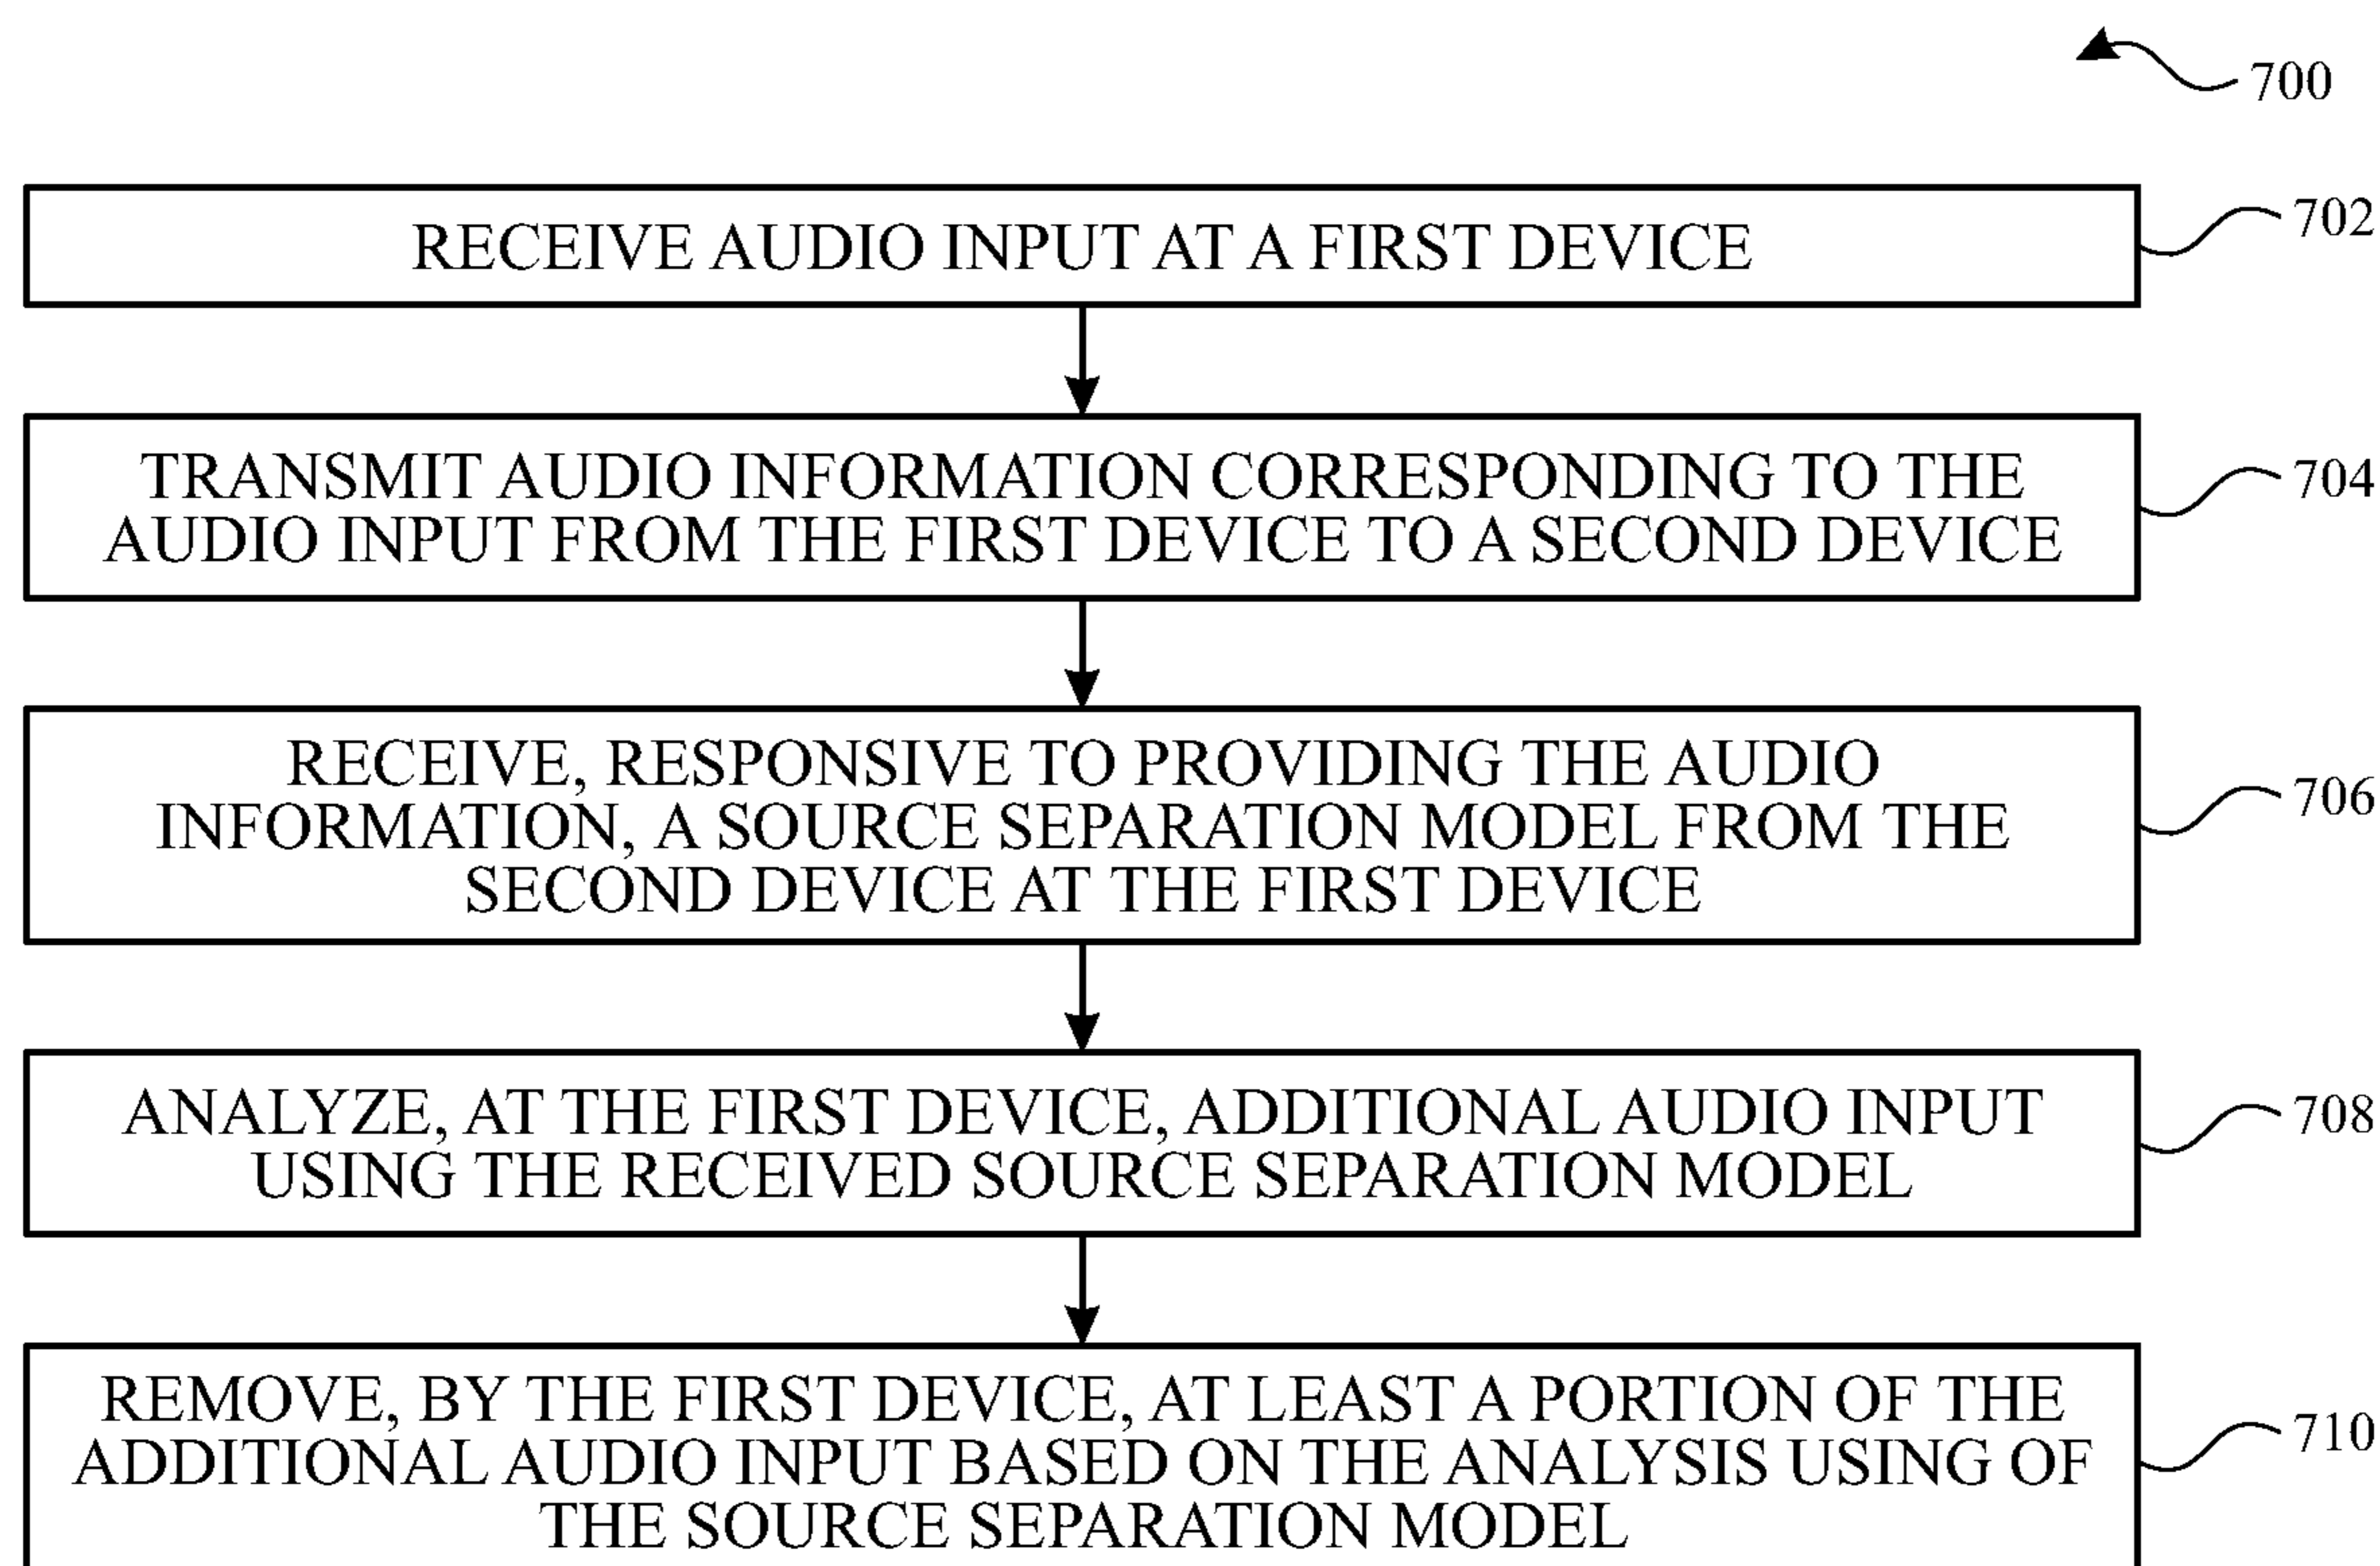 700
RECEIVE AUDIO INPUT AT A FIRST DEVICE
702
TRANSMIT AUDIO INFORMATION CORRESPONDING TO THE
AUDIO INPUT FROM THE FIRST DEVICE TO A SECOND DEVICE
704
RECEIVE, RESPONSIVE TO PROVIDING THE AUDIO
INFORMATION, A SOURCE SEPARATION MODEL FROM THE
SECOND DEVICE AT THE FIRST DEVICE
706
ANALYZE, AT THE FIRST DEVICE, ADDITIONAL AUDIO INPUT
USING THE RECEIVED SOURCE SEPARATION MODEL
708
REMOVE, BY THE FIRST DEVICE, AT LEAST A PORTION OF THE
ADDITIONAL AUDIO INPUT BASED ON THE ANALYSIS USING OF
THE SOURCE SEPARATION MODEL
710